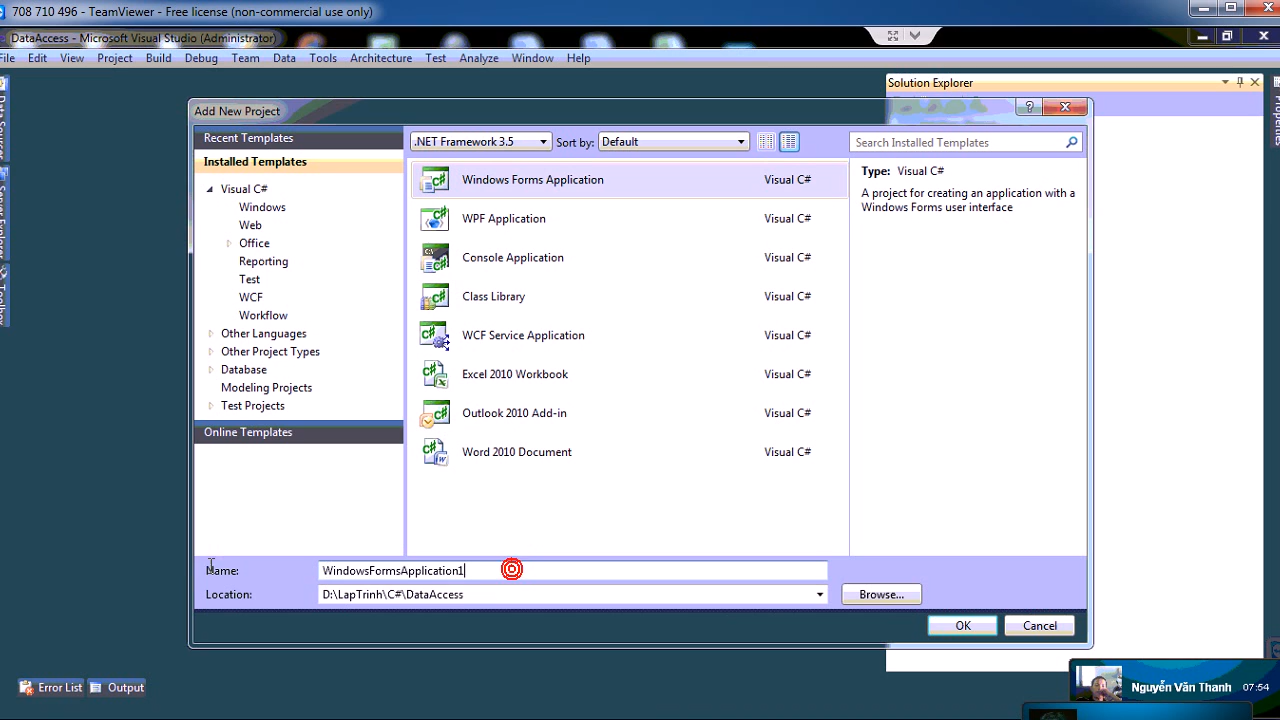 708 710 496 - TeamViewer - Free license (non-commercial use only)
DataAccess - Microsoft Visual Studio (Administrator)
File Edit View Project Build Debug Team Data Tools Architecture Test Analyze Window Help
Data Sources
Server Explorer
Toolbox
Solution Explorer
Properties
Add New Project
Recent Templates
Installed Templates
Visual C#
Windows
Web
Office
Reporting
Test
WCF
Workflow
Other Languages
Other Project Types
Database
Modeling Projects
Test Projects
Online Templates
.NET Framework 3.5 Sort by: Default
Windows Forms Application Visual C#
WPF Application Visual C#
Console Application Visual C#
Class Library Visual C#
WCF Service Application Visual C#
Excel 2010 Workbook Visual C#
Outlook 2010 Add-in Visual C#
Word 2010 Document Visual C#
Search Installed Templates
Type: Visual C#
A project for creating an application with a
Windows Forms user interface
Name: WindowsFormsApplication1
Location: D:\LapTrinh\C#\DataAccess Browse...
OK Cancel
Error List Output
Nguyễn Văn Thanh 07:54